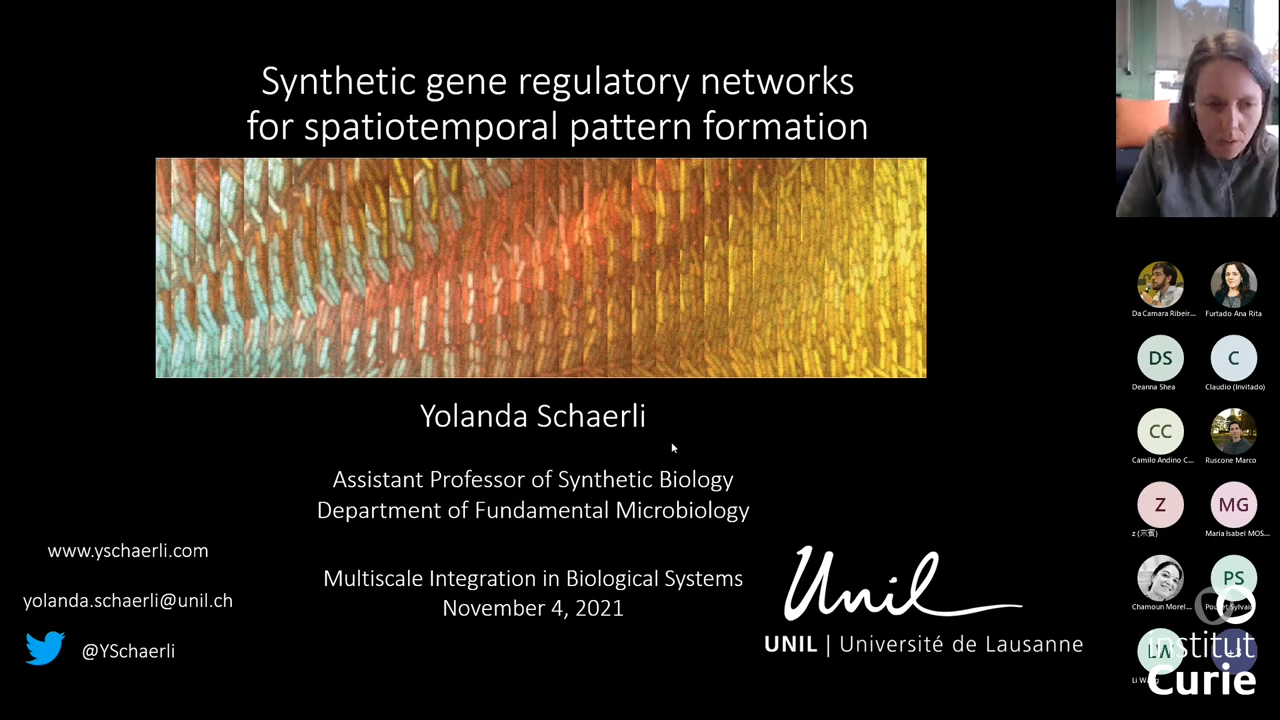 Synthetic gene regulatory networks
for spatiotemporal pattern formation
Yolanda Schaerli
Assistant Professor of Synthetic Biology
Department of Fundamental Microbiology
www.yschaerli.com
yolanda.schaerli@unil.ch
@YSchaerli
Multiscale Integration in Biological Systems
November 4, 2021
Unil
UNIL | Université de Lausanne
Da Camara Ribeir...
Furtado Ana Rita
DS
Deanna Shea
C
Claudio (Invitado)
CC
Camilo Andino C...
Ruscone Marco
Z
MG
Maria Isabel MOS...
Chamoun Morel...
PS
LW
institut
Curie